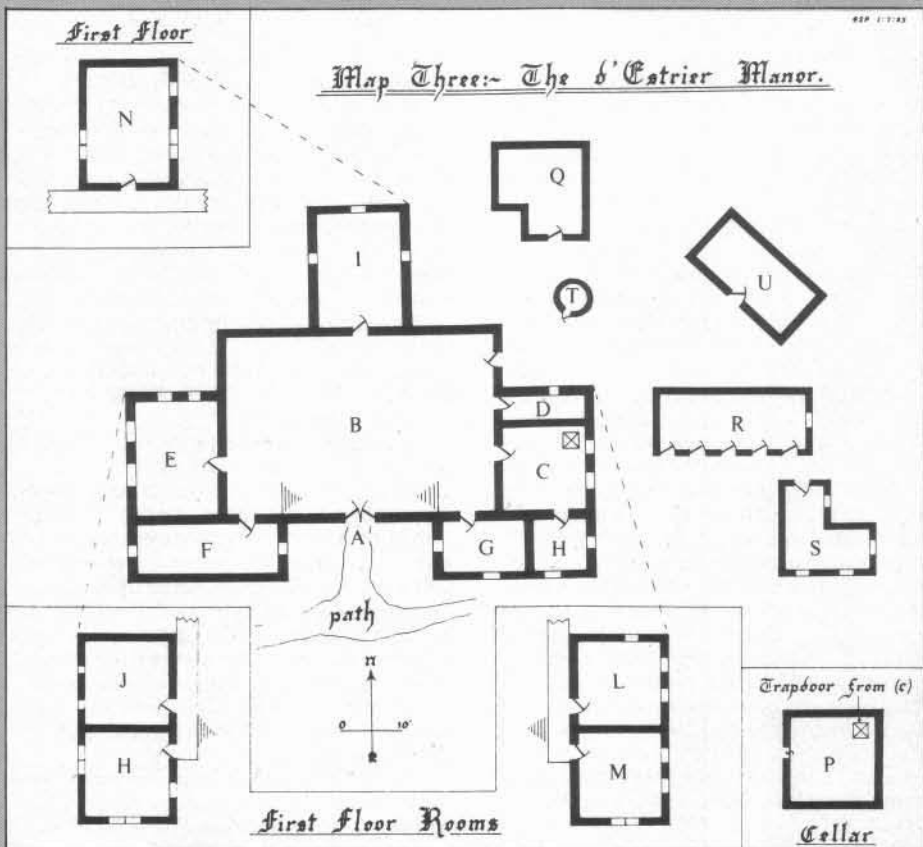 First Floor
Map Three:~ The d'Estrier Manor.
N
Q
I
T
U
B
D
R
E
C
A
F
G
H
S
path
n
0 10'
Trapdoor from (c)
J
L
H
M
P
First Floor Rooms
Cellar